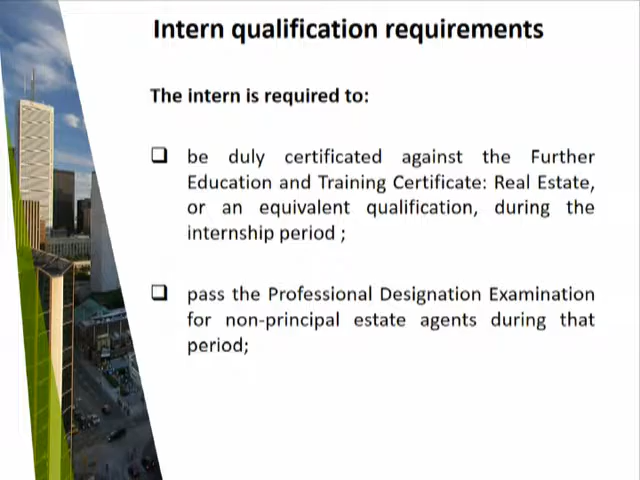 Intern qualification requirements
The intern is required to:
be duly certificated against the Further
Education and Training Certificate: Real Estate,
or an equivalent qualification, during the
internship period ;
pass the Professional Designation Examination
for non-principal estate agents during that
period;